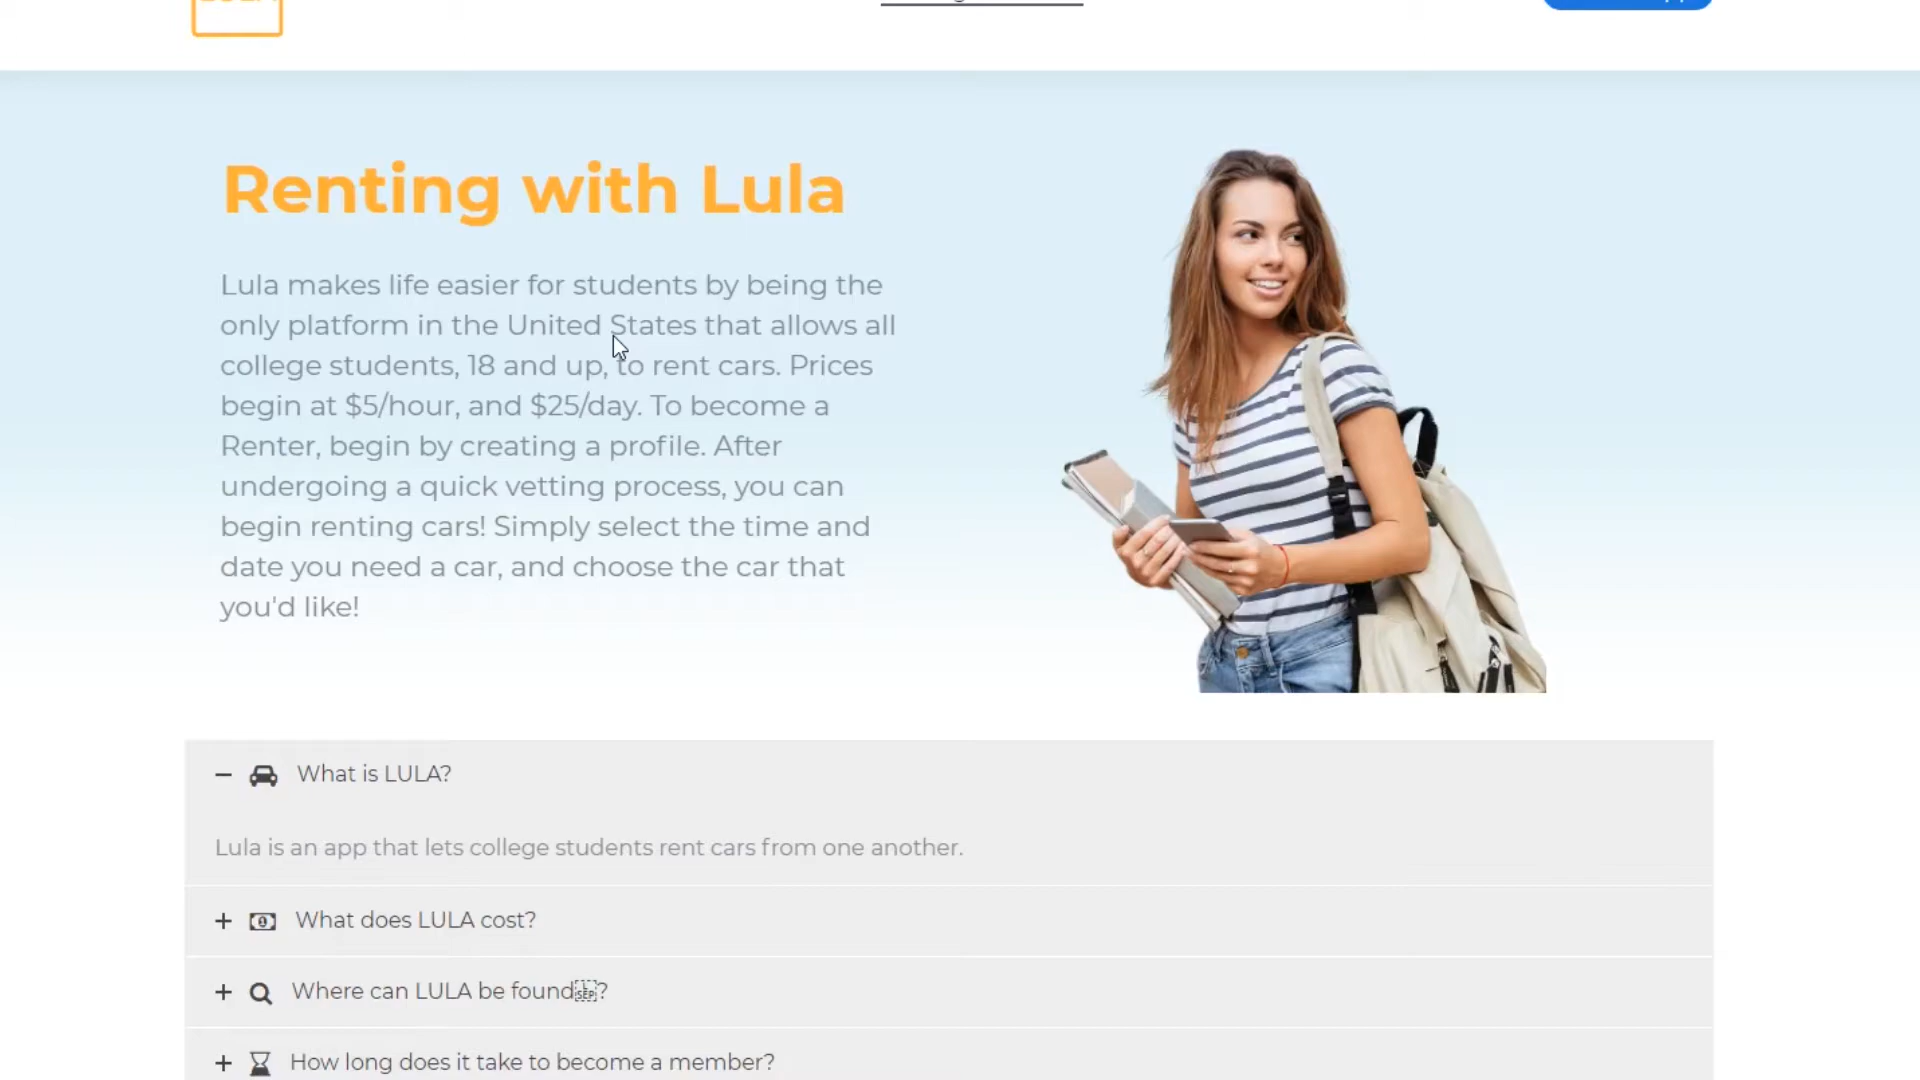 Renting with Lula
Lula makes life easier for students by being the
only platform in the United States that allows all
college students, 18 and up, to rent cars. Prices
begin at $5/hour, and $25/day. To become a
Renter, begin by creating a profile. After
undergoing a quick vetting process, you can
begin renting cars! Simply select the time and
date you need a car, and choose the car that
you'd like!
What is LULA?
Lula is an app that lets college students rent cars from one another.
What does LULA cost?
Where can LULA be found?
How long does it take to become a member?